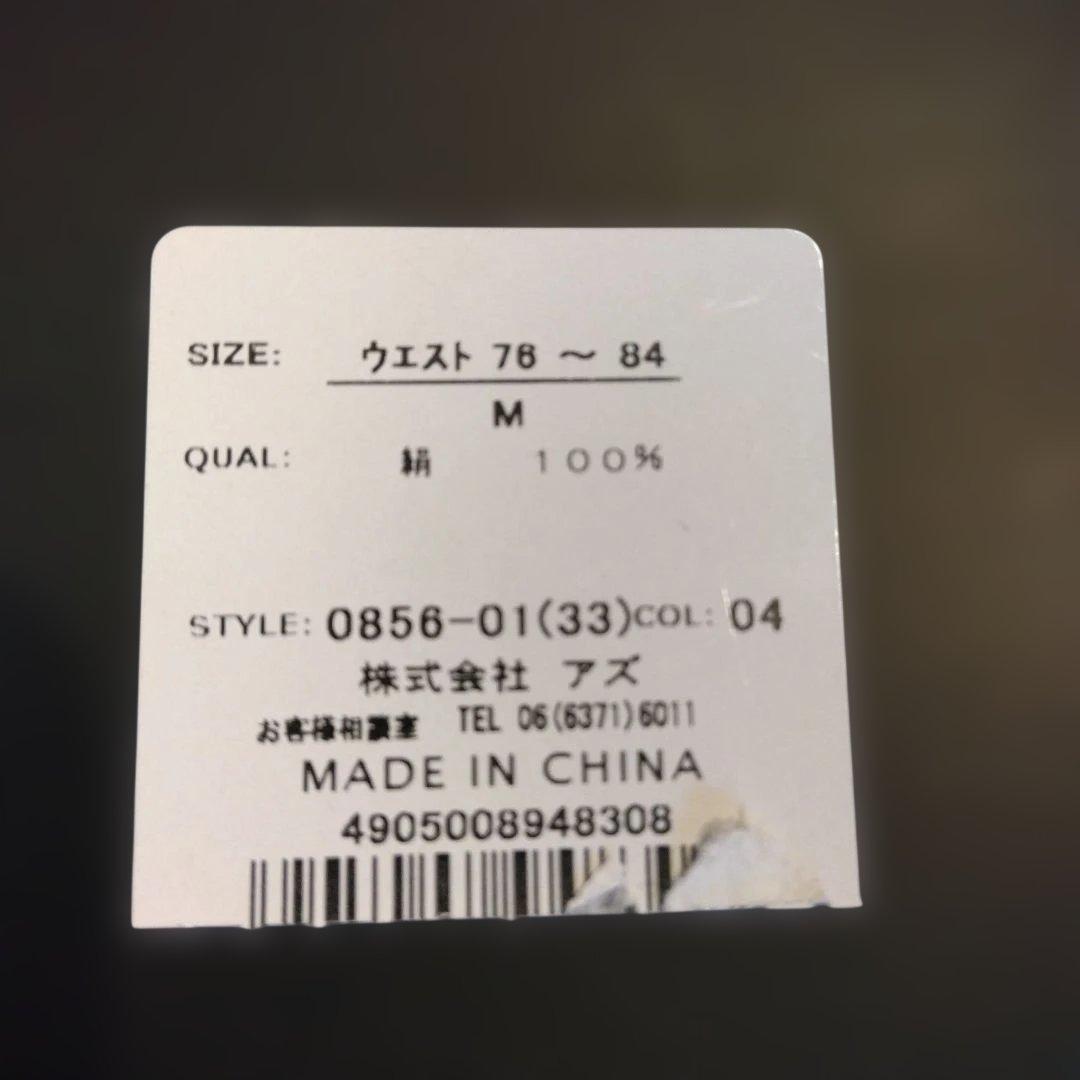 SIZE: ウエスト 76 ～ 84
M
QUAL: 絹 100%
STYLE: 0856-01(33) COL: 04
株式会社 アズ
お客様相談室 TEL 06(6371)6011
MADE IN CHINA
4905008948308